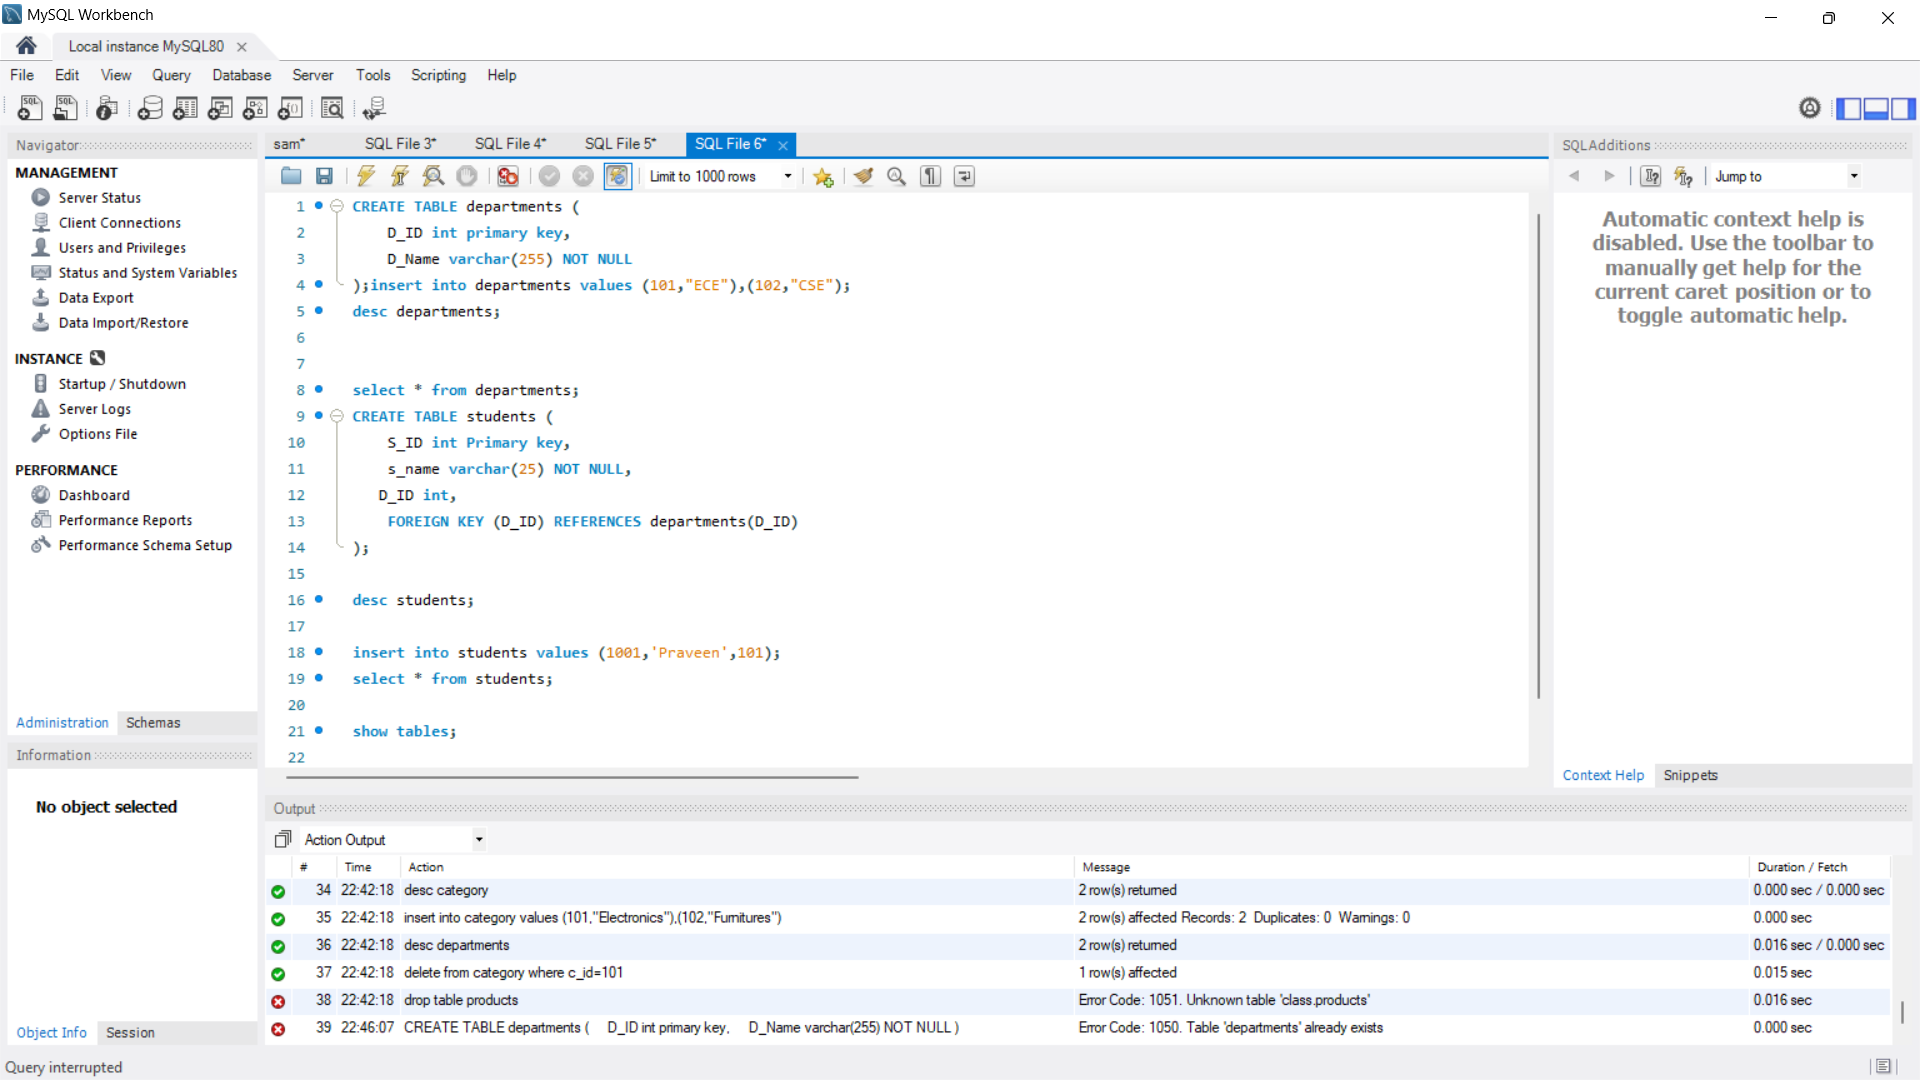 MySQL Workbench
Local instance MySQL80
File Edit View Query Database Server Tools Scripting Help
Navigator
MANAGEMENT
Server Status
Client Connections
Users and Privileges
Status and System Variables
Data Export
Data Import/Restore
INSTANCE
Startup / Shutdown
Server Logs
Options File
PERFORMANCE
Dashboard
Performance Reports
Performance Schema Setup
Administration Schemas
Information
No object selected
Object Info Session
Query interrupted
sam* SQL File 3* SQL File 4* SQL File 5* SQL File 6*
Limit to 1000 rows
1 CREATE TABLE departments (
2 D_ID int primary key,
3 D_Name varchar(255) NOT NULL
4 );insert into departments values (101,"ECE"),(102,"CSE");
5 desc departments;
6
7
8 select * from departments;
9 CREATE TABLE students (
10 S_ID int Primary key,
11 s_name varchar(25) NOT NULL,
12 D_ID int,
13 FOREIGN KEY (D_ID) REFERENCES departments(D_ID)
14 );
15
16 desc students;
17
18 insert into students values (1001,'Praveen',101);
19 select * from students;
20
21 show tables;
22
SQLAdditions
Jump to
Automatic context help is
disabled. Use the toolbar to
manually get help for the
current caret position or to
toggle automatic help.
Context Help Snippets
Output
Action Output
# Time Action Message Duration / Fetch
34 22:42:18 desc category 2 row(s) returned 0.000 sec / 0.000 sec
35 22:42:18 insert into category values (101,"Electronics"),(102,"Furnitures") 2 row(s) affected Records: 2 Duplicates: 0 Warnings: 0 0.000 sec
36 22:42:18 desc departments 2 row(s) returned 0.016 sec / 0.000 sec
37 22:42:18 delete from category where c_id=101 1 row(s) affected 0.015 sec
38 22:42:18 drop table products Error Code: 1051. Unknown table 'class.products' 0.016 sec
39 22:46:07 CREATE TABLE departments ( D_ID int primary key, D_Name varchar(255) NOT NULL ) Error Code: 1050. Table 'departments' already exists 0.000 sec